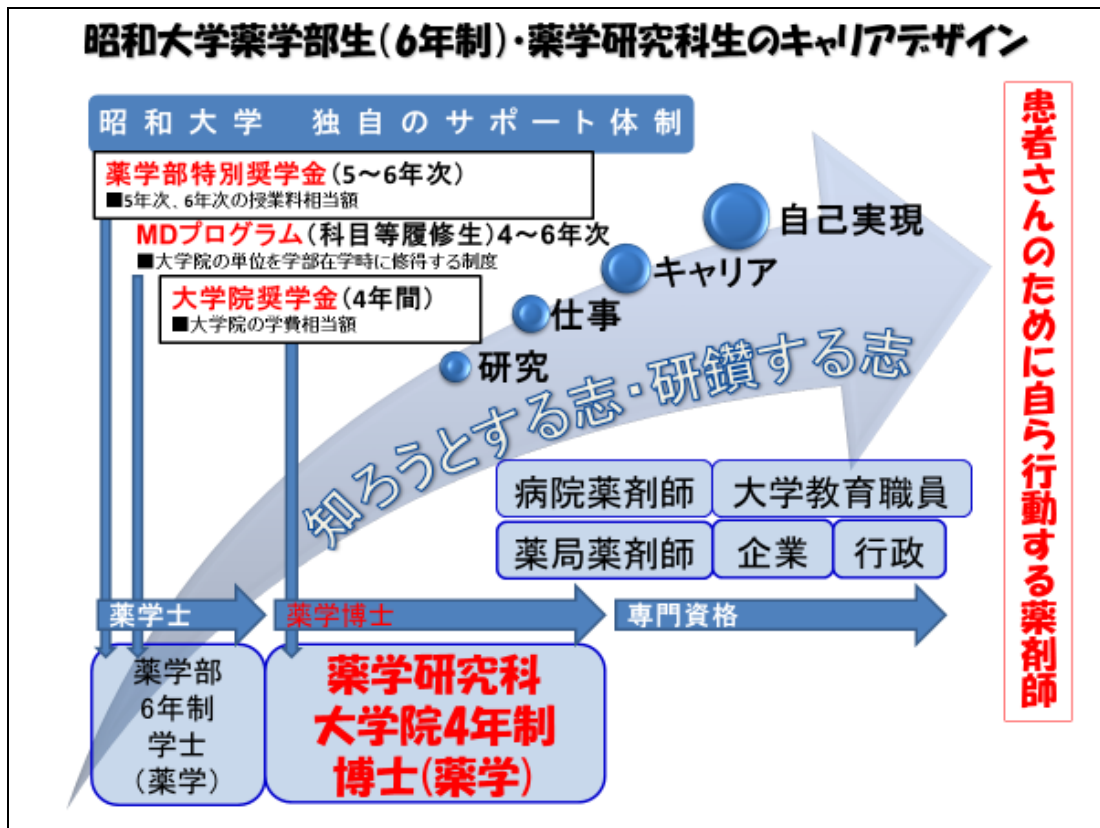 昭和大学薬学部生(6年制)・薬学研究科生のキャリアデザイン
昭和大学 独自のサポート体制
薬学部特別奨学金(5~6年次)
■5年次、6年次の授業料相当額
MDプログラム(科目等履修生)4~6年次
■大学院の単位を学部在学時に修得する制度
大学院奨学金(4年間)
■大学院の学費相当額
自己実現
キャリア
仕事
研究
知ろうとする志・研鑽する志
病院薬剤師
大学教育職員
薬局薬剤師
企業
行政
薬学士
薬学博士
専門資格
薬学部
6年制
学士
(薬学)
薬学研究科
大学院4年制
博士(薬学)
患者さんのために自ら行動する薬剤師